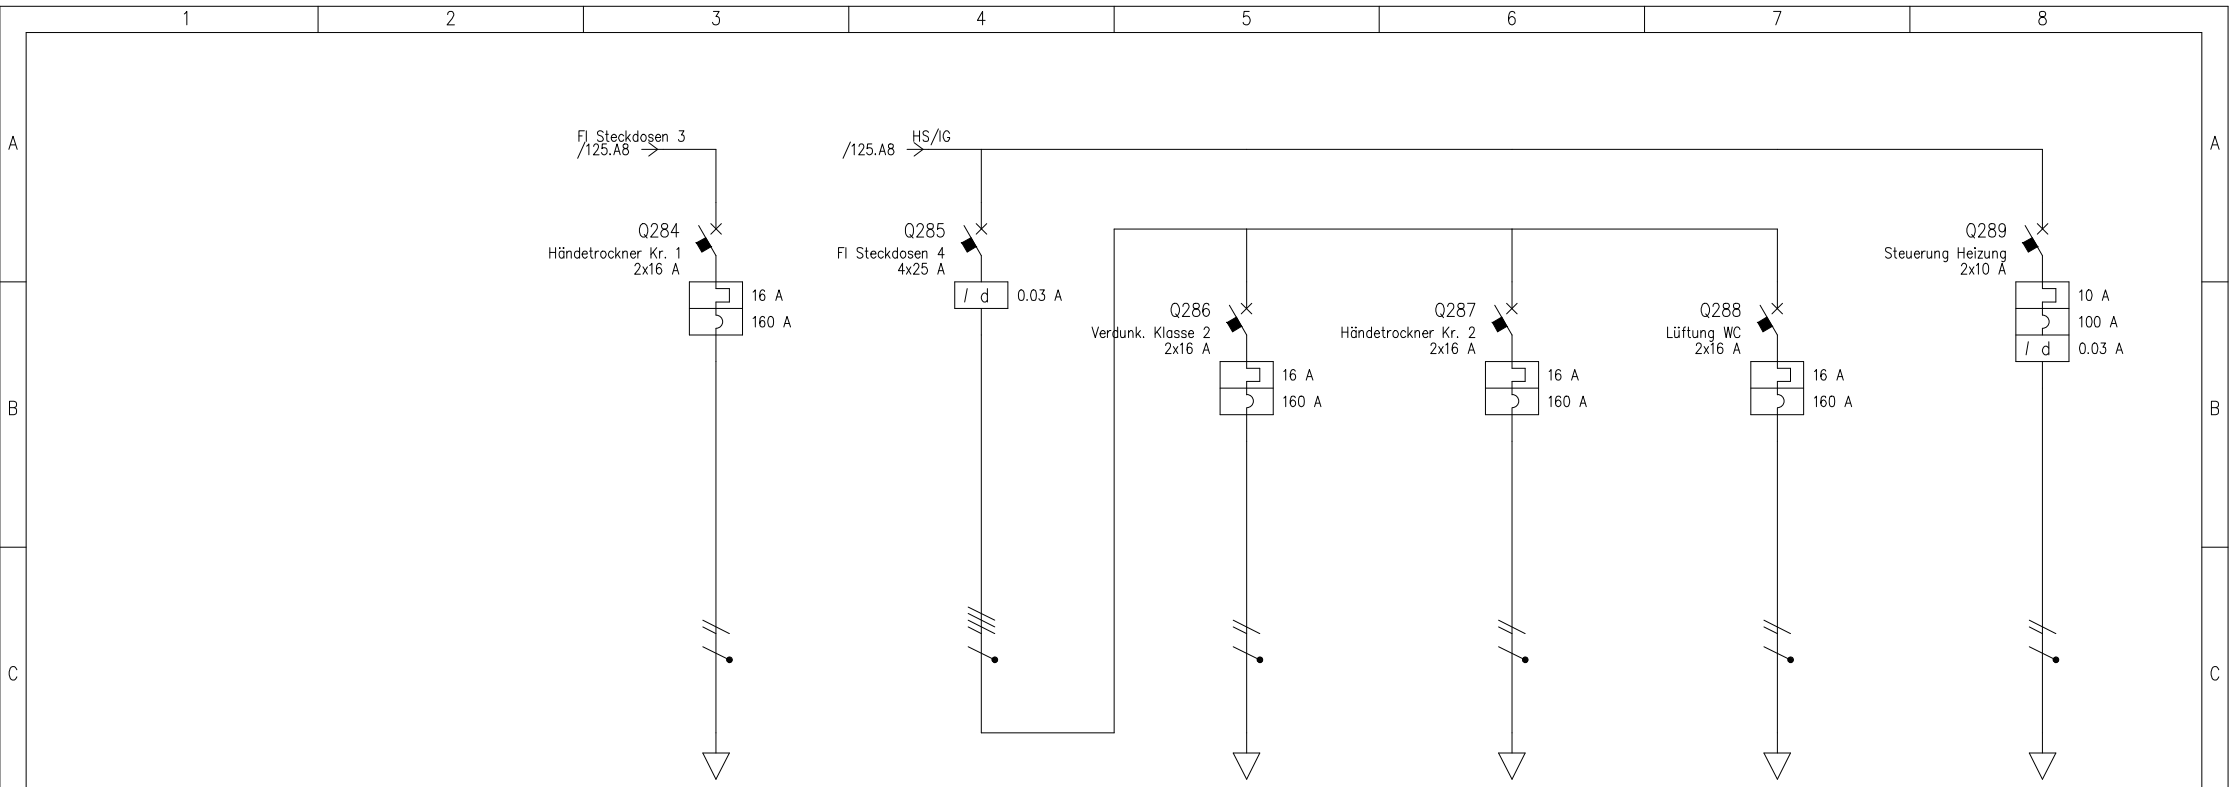 1 2 3 4 5 6 7 8
A A
FI Steckdosen 3
/125.A8
HS/IG
/125.A8
Q284
Händetrockner Kr. 1
2x16 A
16 A
160 A
Q285
FI Steckdosen 4
4x25 A
I d 0.03 A
Q286
Verdunk. Klasse 2
2x16 A
16 A
160 A
Q287
Händetrockner Kr. 2
2x16 A
16 A
160 A
Q288
Lüftung WC
2x16 A
16 A
160 A
Q289
Steuerung Heizung
2x10 A
10 A
100 A
I d 0.03 A
B B
C C